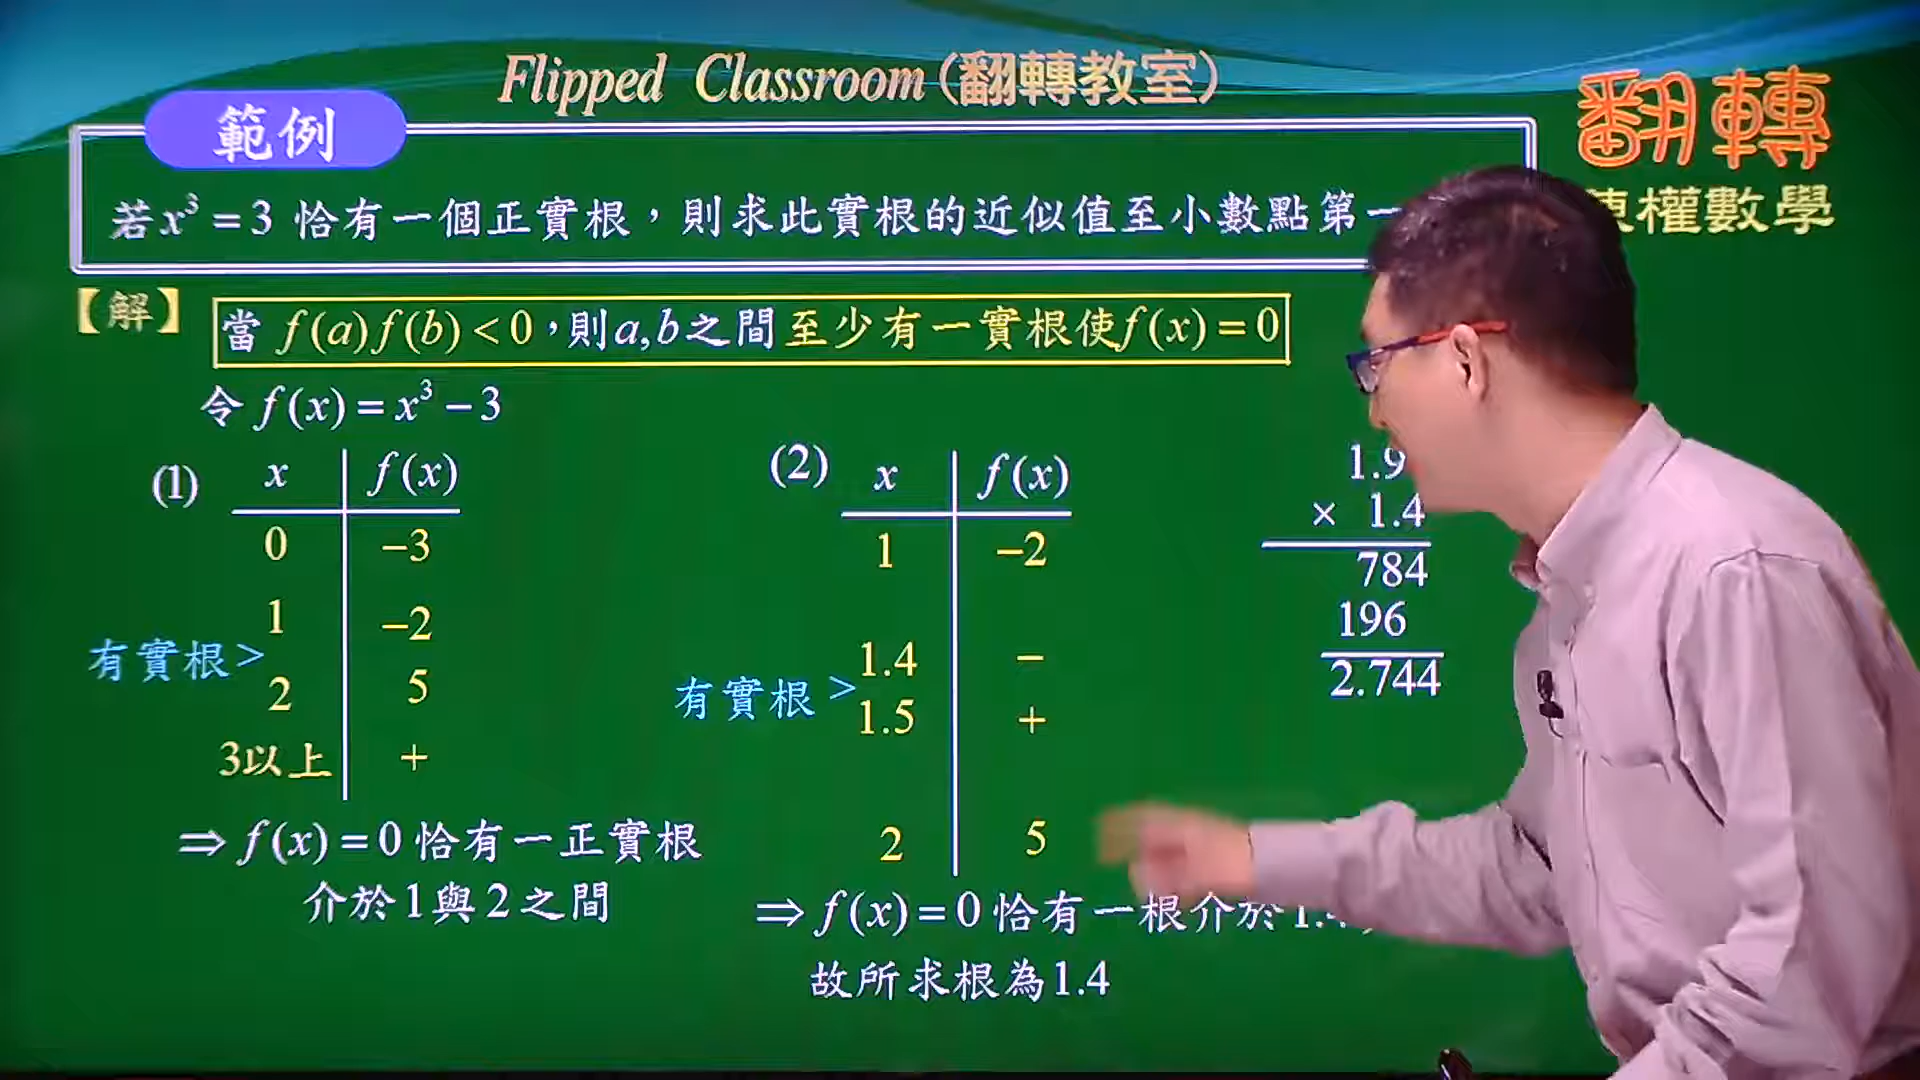 Flipped Classroom(翻轉教室)
翻轉
權數學
範例
若x³=3 恰有一個正實根，則求此實根的近似值至小數點第一
【解】
當 f(a)f(b)<0，則a,b之間至少有一實根使f(x)=0
令 f(x)=x³−3
(1) x f(x)
0 −3
1 −2
有實根>
2 5
3以上 +
⇒ f(x)=0 恰有一正實根
介於1與2之間
(2) x f(x)
1 −2
1.4 −
有實根 >
1.5 +
2 5
⇒ f(x)=0 恰有一根介於1.4
故所求根為1.4
1.9
× 1.4
784
196
2.744